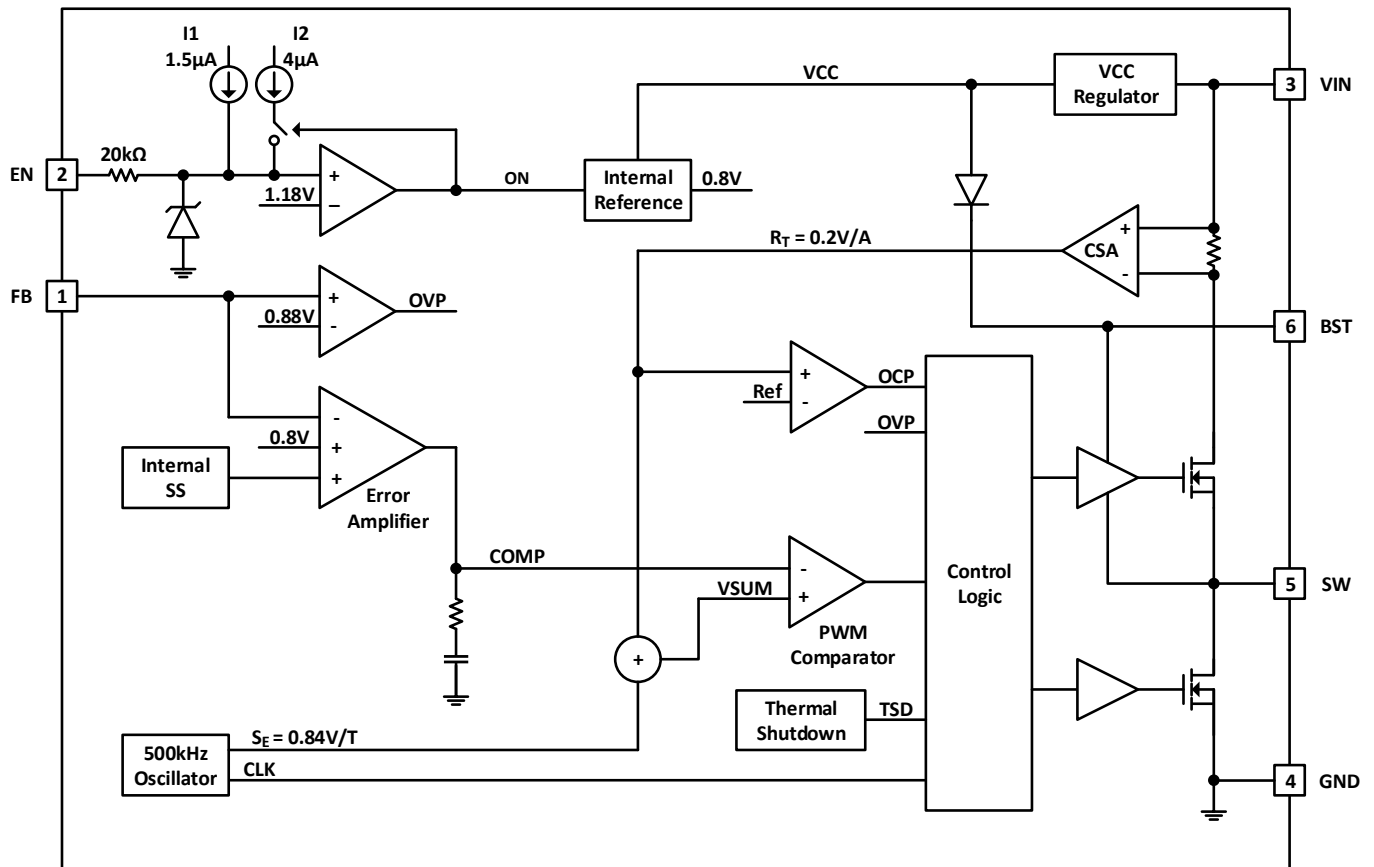 I1
1.5µA
I2
4µA
VCC
VCC
Regulator
3
VIN
EN
2
20kΩ
+
1.18V
–
ON
Internal
Reference
0.8V
RT = 0.2V/A
CSA
+
-
FB
1
+
0.88V
-
OVP
6
BST
+
Ref
-
OCP
OVP
-
0.8V
+
+
Internal
SS
Error
Amplifier
COMP
-
VSUM
+
PWM
Comparator
Control
Logic
5
SW
+
Thermal
Shutdown
TSD
SE = 0.84V/T
500kHz
Oscillator
CLK
4
GND